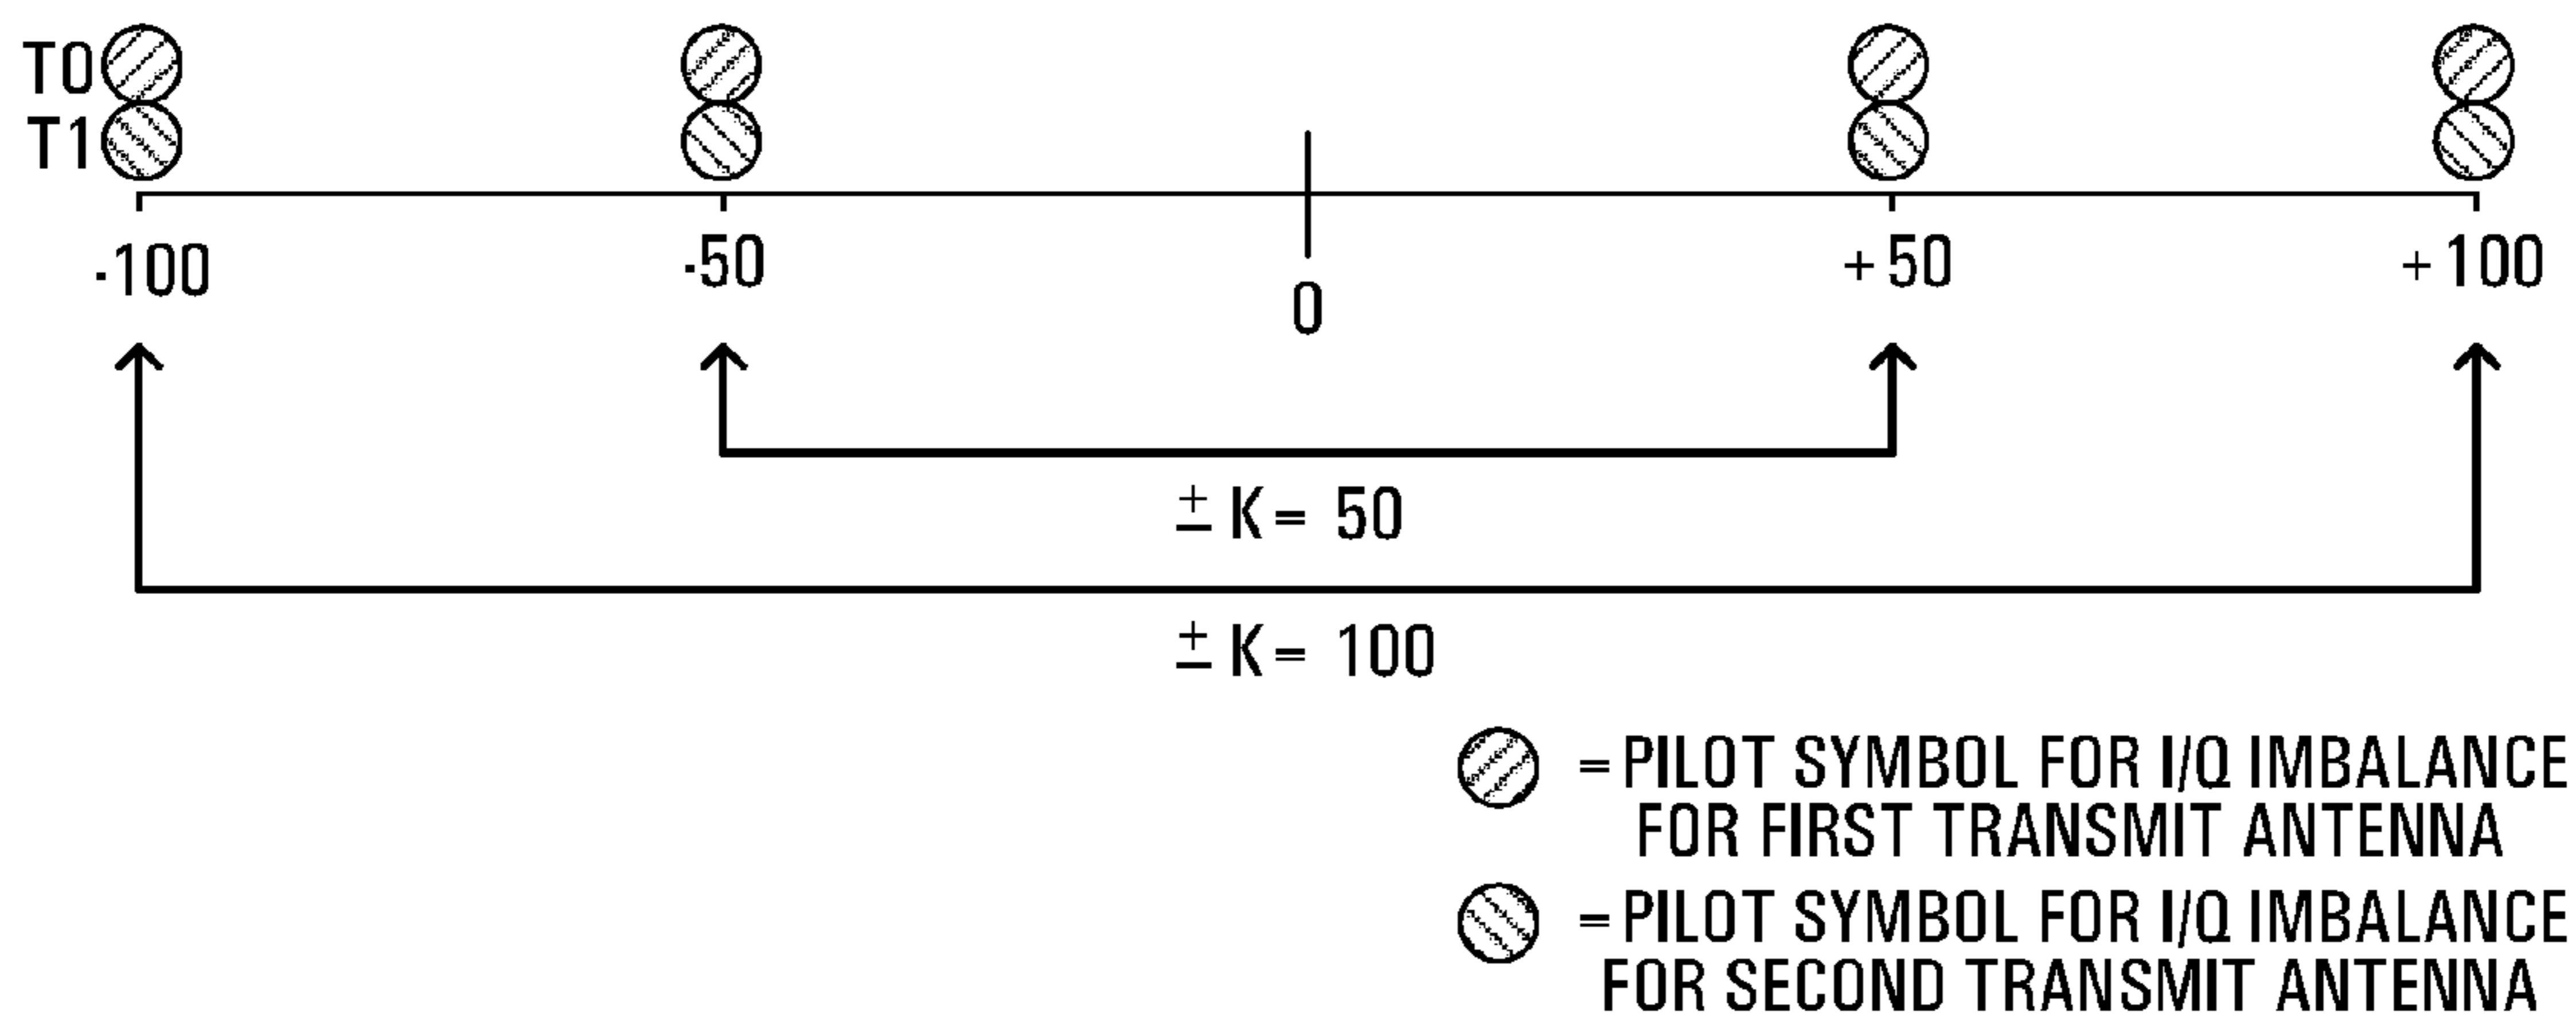 T0
T1
-100
-50
0
+50
+100
± K= 50
± K= 100
= PILOT SYMBOL FOR I/Q IMBALANCE
FOR FIRST TRANSMIT ANTENNA
= PILOT SYMBOL FOR I/Q IMBALANCE
FOR SECOND TRANSMIT ANTENNA